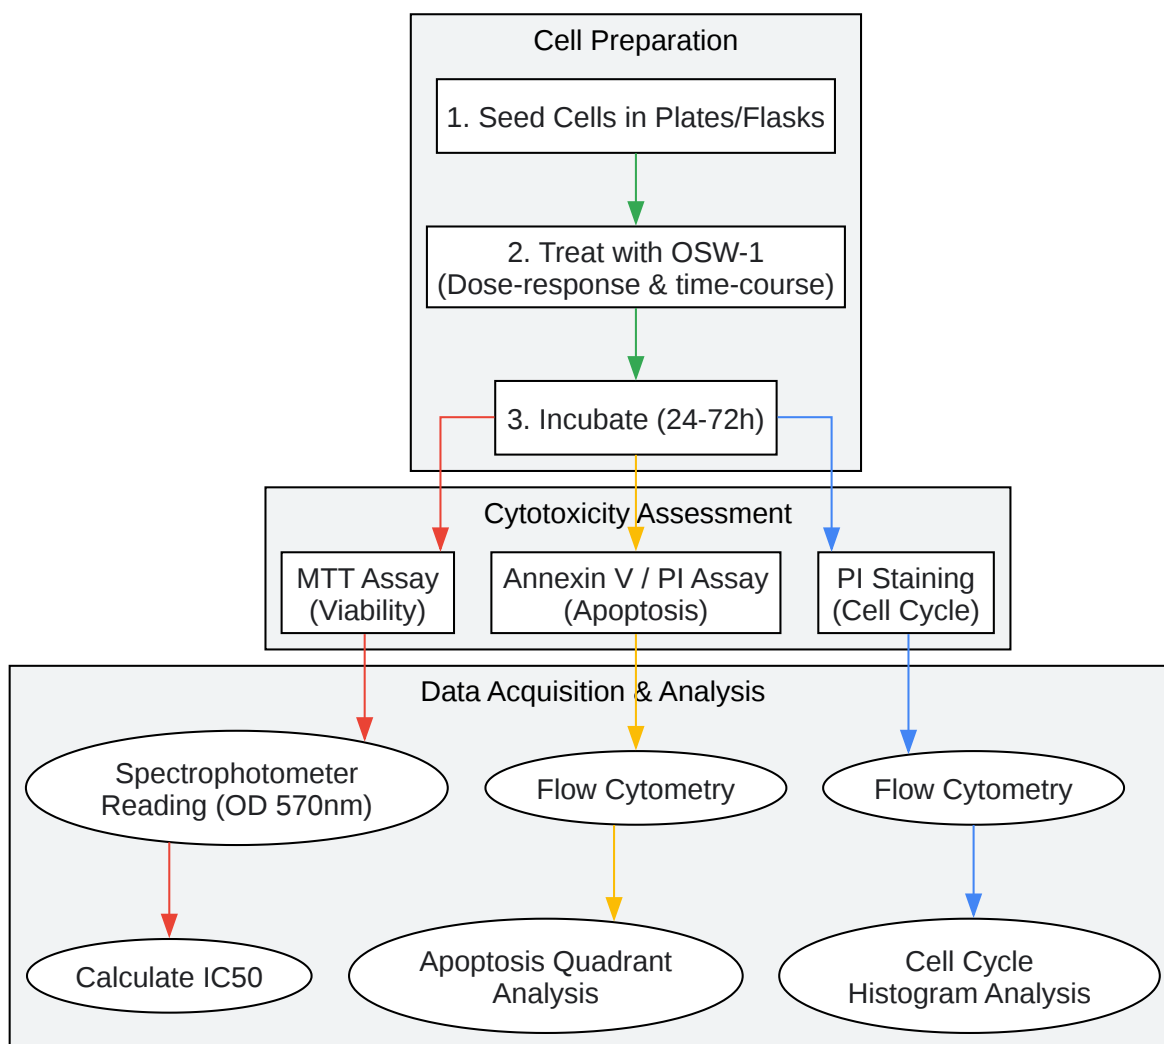 Cell Preparation
1. Seed Cells in Plates/Flasks
2. Treat with OSW-1
(Dose-response & time-course)
3. Incubate (24-72h)
Cytotoxicity Assessment
MTT Assay
(Viability)
Annexin V / PI Assay
(Apoptosis)
PI Staining
(Cell Cycle)
Data Acquisition & Analysis
Spectrophotometer
Reading (OD 570nm)
Flow Cytometry
Flow Cytometry
Calculate IC50
Apoptosis Quadrant
Analysis
Cell Cycle
Histogram Analysis